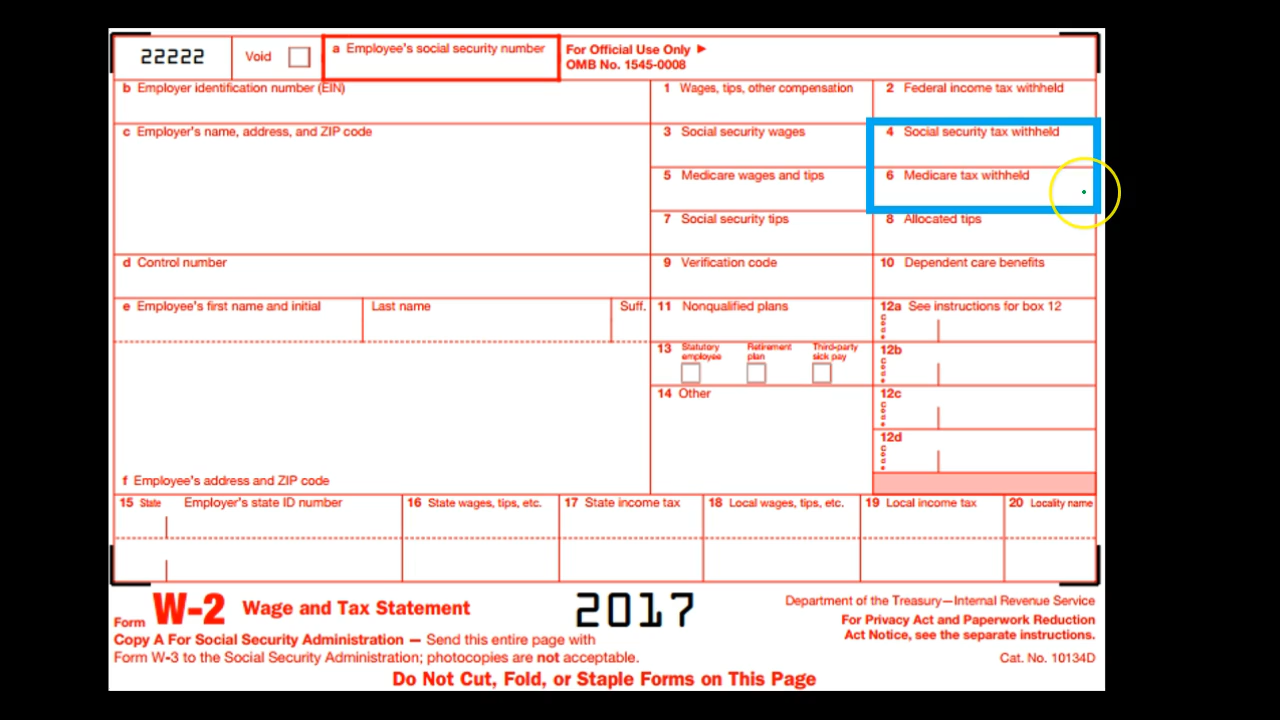 22222
Void
a Employee's social security number
For Official Use Only ►
OMB No. 1545-0008
b Employer identification number (EIN)
1 Wages, tips, other compensation
2 Federal income tax withheld
c Employer's name, address, and ZIP code
3 Social security wages
4 Social security tax withheld
5 Medicare wages and tips
6 Medicare tax withheld
7 Social security tips
8 Allocated tips
d Control number
9 Verification code
10 Dependent care benefits
e Employee's first name and initial
Last name
Suff.
11 Nonqualified plans
12a See instructions for box 12
Code
13
Statutory
employee
Retirement
plan
Third-party
sick pay
12b
Code
14 Other
12c
Code
12d
Code
f Employee's address and ZIP code
15 State
Employer's state ID number
16 State wages, tips, etc.
17 State income tax
18 Local wages, tips, etc.
19 Local income tax
20 Locality name
Form W-2 Wage and Tax Statement
2017
Department of the Treasury—Internal Revenue Service
For Privacy Act and Paperwork Reduction
Act Notice, see the separate instructions.
Copy A For Social Security Administration — Send this entire page with
Form W-3 to the Social Security Administration; photocopies are not acceptable.
Cat. No. 10134D
Do Not Cut, Fold, or Staple Forms on This Page